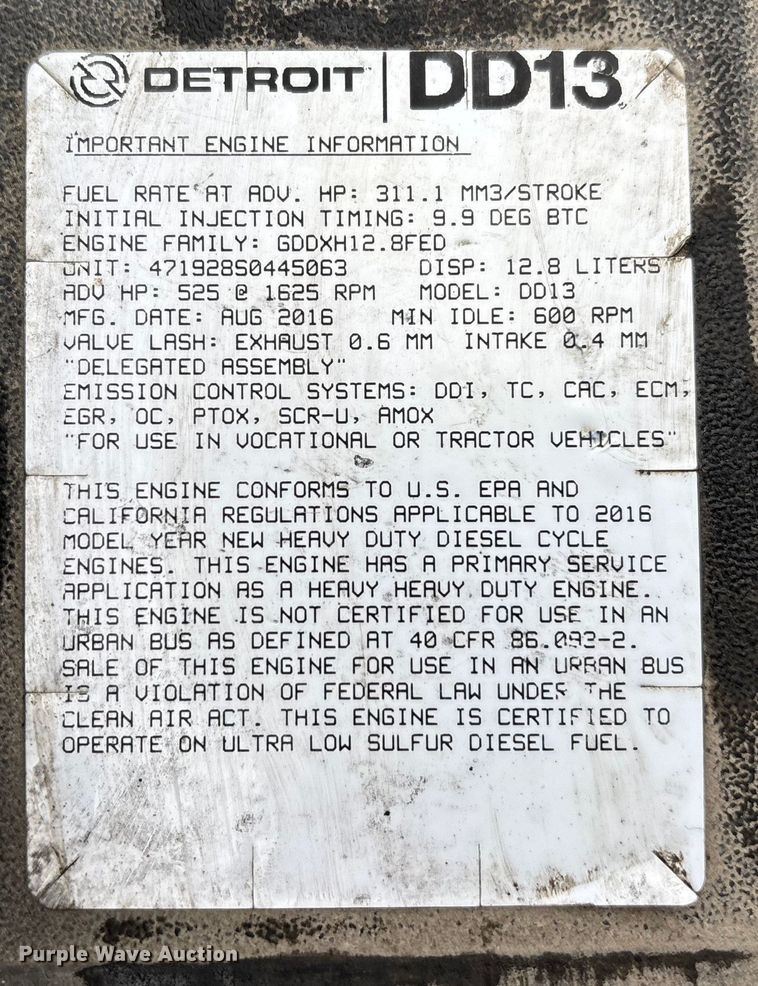 DETROIT DD13
IMPORTANT ENGINE INFORMATION
FUEL RATE AT ADV. HP: 311.1 MM3/STROKE
INITIAL INJECTION TIMING: 9.9 DEG BTC
ENGINE FAMILY: GDDXH12.8FED
UNIT: 471928S0445063 DISP: 12.8 LITERS
ADV HP: 525 @ 1625 RPM MODEL: DD13
MFG. DATE: AUG 2016 MIN IDLE: 600 RPM
VALVE LASH: EXHAUST 0.6 MM INTAKE 0.4 MM
"DELEGATED ASSEMBLY"
EMISSION CONTROL SYSTEMS: DDI, TC, CAC, ECM,
EGR, OC, PTOX, SCR-U, AMOX
"FOR USE IN VOCATIONAL OR TRACTOR VEHICLES"
THIS ENGINE CONFORMS TO U.S. EPA AND
CALIFORNIA REGULATIONS APPLICABLE TO 2016
MODEL YEAR NEW HEAVY DUTY DIESEL CYCLE
ENGINES. THIS ENGINE HAS A PRIMARY SERVICE
APPLICATION AS A HEAVY HEAVY DUTY ENGINE.
THIS ENGINE IS NOT CERTIFIED FOR USE IN AN
URBAN BUS AS DEFINED AT 40 CFR 86.093-2.
SALE OF THIS ENGINE FOR USE IN AN URBAN BUS
IS A VIOLATION OF FEDERAL LAW UNDER THE
CLEAN AIR ACT. THIS ENGINE IS CERTIFIED TO
OPERATE ON ULTRA LOW SULFUR DIESEL FUEL.
Purple Wave Auction